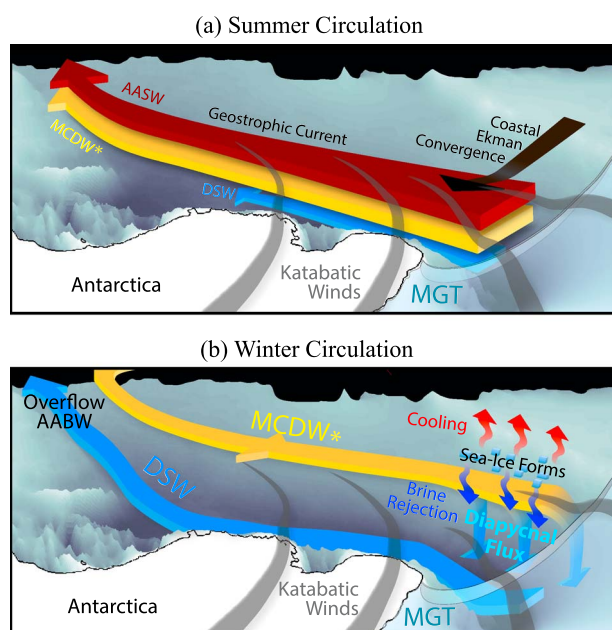 (a) Summer Circulation
AASW
MCDW*
Geostrophic Current
Coastal
Ekman
Convergence
DSW
Antarctica
Katabatic
Winds
MGT
(b) Winter Circulation
Overflow
AABW
MCDW*
Cooling
Sea-Ice Forms
DSW
Brine
Rejection
Diapycnal
Flux
Antarctica
Katabatic
Winds
MGT